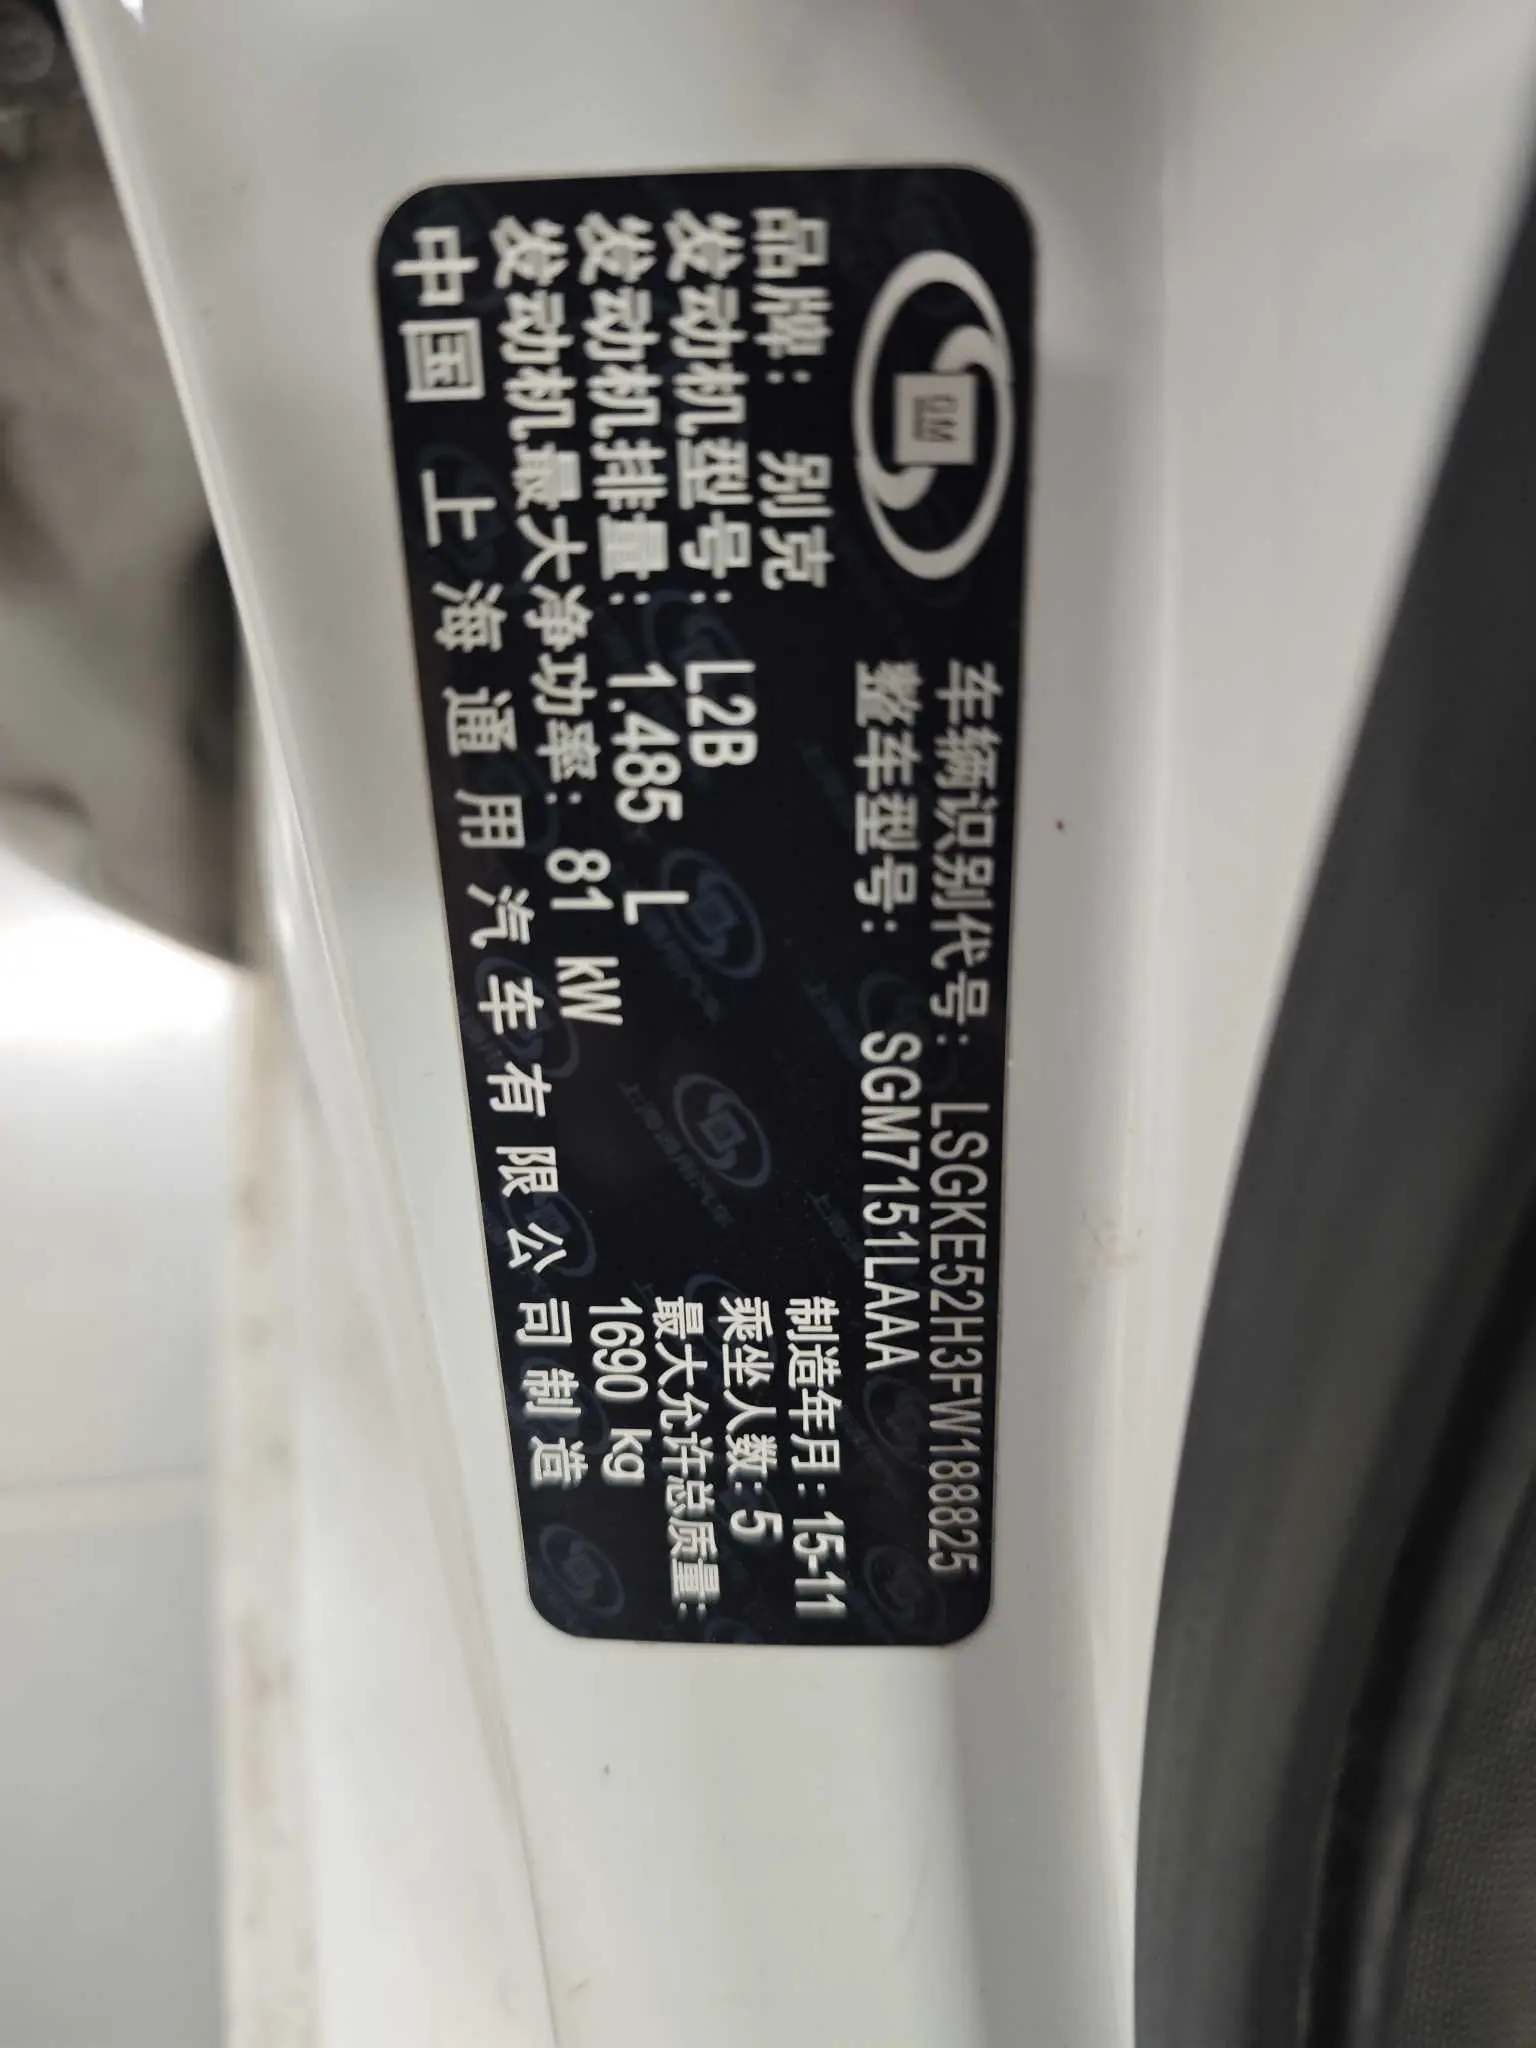 GM
车辆识别代号：LSGKE52H3FW188825
整车型号：SGM7151LAAA
品牌：别克
制造年月：15-11
发动机型号：L2B
乘坐人数：5
发动机排量：1.485 L
最大允许总质量：
发动机最大净功率：81 kW
1690 kg
中国上海通用汽车有限公司制造